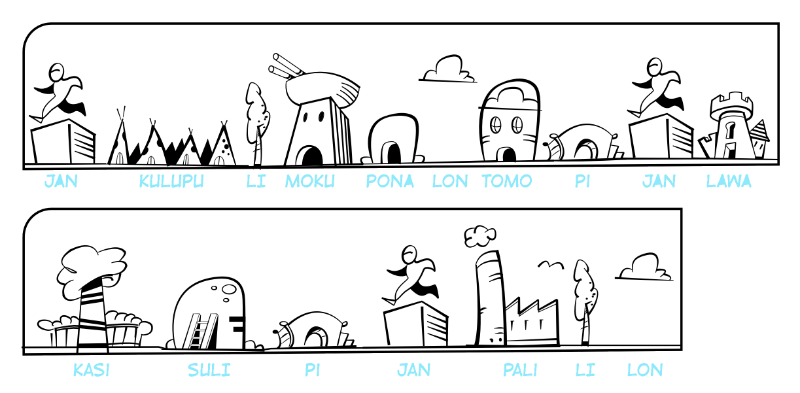 JAN KULUPU LI MOKU PONA LON TOMO PI JAN LAWA
KASI SULI PI JAN PALI LI LON